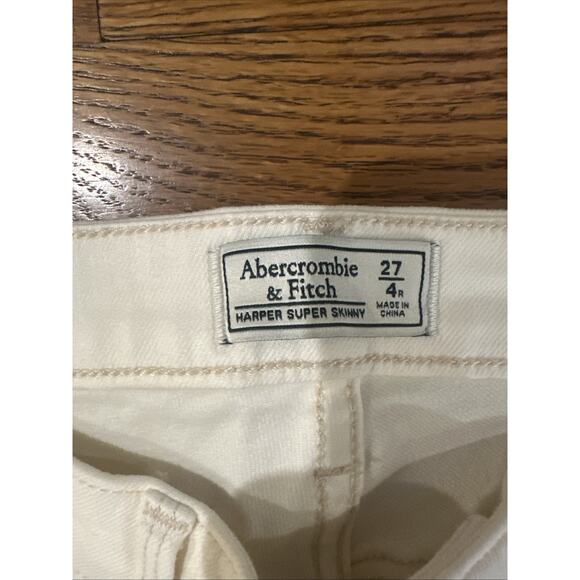 Abercrombie
& Fitch
HARPER SUPER SKINNY
27
4R
MADE IN
CHINA